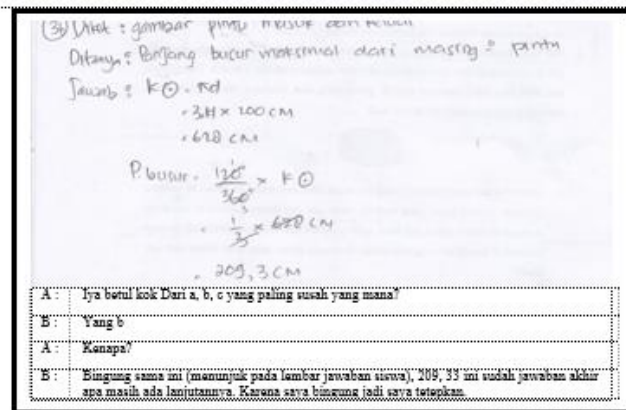 (3) Diket : gambar pintu masuk dan keluar
Ditanya : Panjang busur maksimal dari masing² pintu
Jawab : K⊙ = πd
= 3,14 × 200 CM
= 628 CM
P. busur = 120°/360° × K⊙
= 1/3 × 628 CM
= 209,3 CM
A : Iya betul kok Dari a, b, c yang paling susah yang mana?
B : Yang b
A : Kenapa?
B : Bingung sama ini (menunjuk pada lembar jawaban siswa), 209, 33 ini sudah jawaban akhir
apa masih ada lanjutannya. Karena saya bingung jadi saya tetepkan.